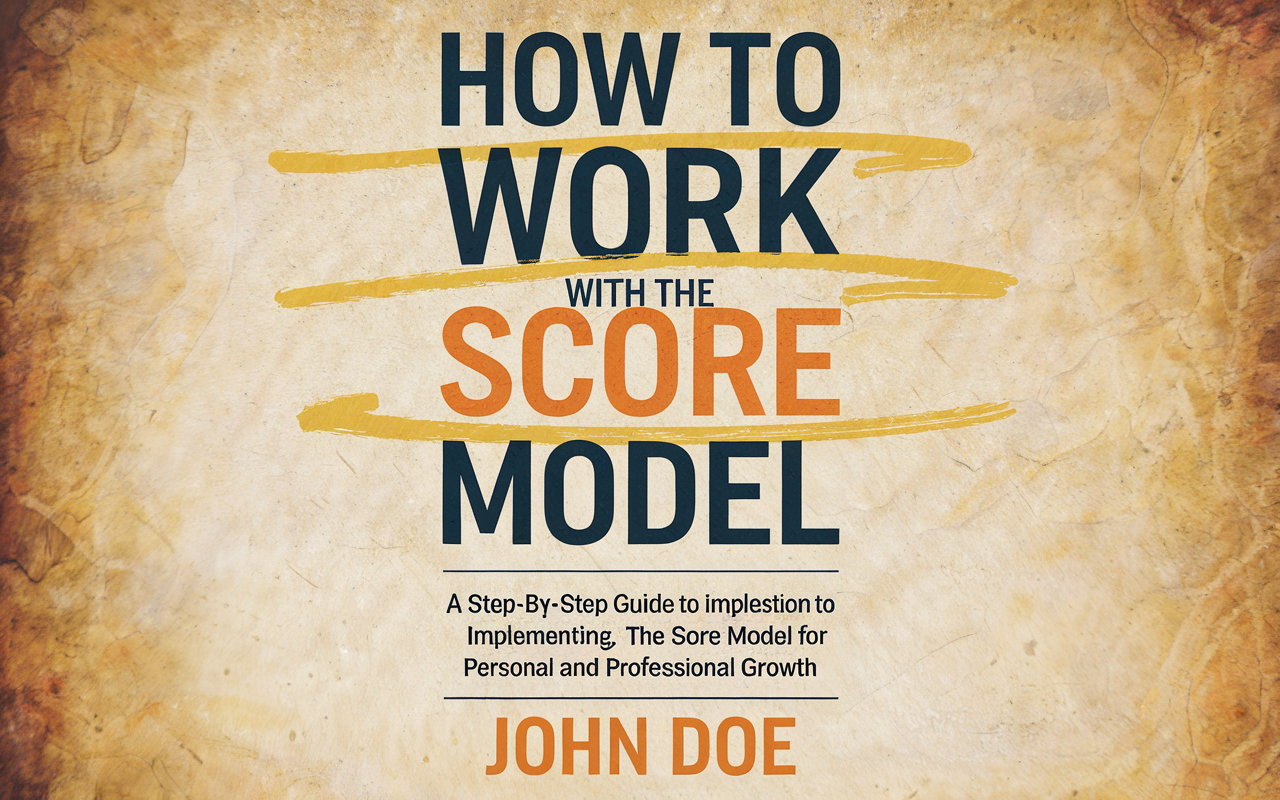 HOW TO
WORK
WITH THE
SCORE
MODEL
A Step-By-Step Guide to implestion to
Implementing, The Sore Model for
Personal and Professional Growth
JOHN DOE